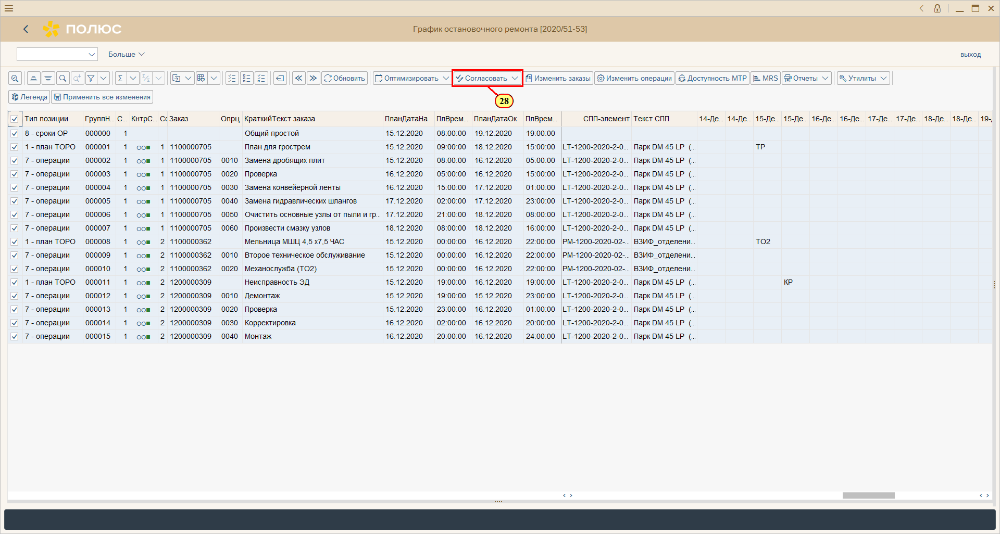 ПОЛЮС
График остановочного ремонта [2020/51-53]
Больше
выход
Обновить Оптимизировать Согласовать Изменить заказы Изменить операции Доступность МТР MRS Отчеты Утилиты
Легенда Применить все изменения
28
Тип позиции ГруппН... С... КнтрС... Заказ Опрц КраткийТекст заказа ПланДатаНа ПлВрем... ПланДатаОк ПлВрем... СПП-элемент Текст СПП 14-Де... 14-Де... 15-Де... 15-Де... 16-Де... 16-Де... 17-Де... 17-Де... 18-Де... 18-Де...
8 - сроки ОР 000000 1 Общий простой 15.12.2020 08:00:00 19.12.2020 19:00:00
1 - план ТОРО 000001 1 1 1100000705 План для грострем 15.12.2020 09:00:00 18.12.2020 15:00:00 LT-1200-2020-2-0... Парк DM 45 LP (... ТР
7 - операции 000002 1 1 1100000705 0010 Замена дробящих плит 15.12.2020 08:00:00 16.12.2020 05:00:00 LT-1200-2020-2-0... Парк DM 45 LP (...
7 - операции 000003 1 1 1100000705 0020 Проверка 16.12.2020 05:00:00 16.12.2020 15:00:00 LT-1200-2020-2-0... Парк DM 45 LP (...
7 - операции 000004 1 1 1100000705 0030 Замена конвейерной ленты 16.12.2020 15:00:00 17.12.2020 01:00:00 LT-1200-2020-2-0... Парк DM 45 LP (...
7 - операции 000005 1 1 1100000705 0040 Замена гидравлических шлангов 17.12.2020 02:00:00 17.12.2020 23:00:00 LT-1200-2020-2-0... Парк DM 45 LP (...
7 - операции 000006 1 1 1100000705 0050 Очистить основные узлы от пыли и гр... 17.12.2020 21:00:00 18.12.2020 08:00:00 LT-1200-2020-2-0... Парк DM 45 LP (...
7 - операции 000007 1 1 1100000705 0060 Произвести смазку узлов 18.12.2020 08:00:00 18.12.2020 16:00:00 LT-1200-2020-2-0... Парк DM 45 LP (...
1 - план ТОРО 000008 1 2 1100000362 Мельница МШЦ 4,5 х7,5 ЧАС 15.12.2020 00:00:00 16.12.2020 22:00:00 PM-1200-2020-02-... ВЗИФ_отделени... ТО2
7 - операции 000009 1 2 1100000362 0010 Второе техническое обслуживание 15.12.2020 00:00:00 16.12.2020 22:00:00 PM-1200-2020-02-... ВЗИФ_отделени...
7 - операции 000010 1 2 1100000362 0020 Механослужба (ТО2) 15.12.2020 00:00:00 16.12.2020 22:00:00 PM-1200-2020-02-... ВЗИФ_отделени...
1 - план ТОРО 000011 1 2 1200000309 Неисправность ЭД 15.12.2020 19:00:00 16.12.2020 19:00:00 LT-1200-2020-2-0... Парк DM 45 LP (... КР
7 - операции 000012 1 2 1200000309 0010 Демонтаж 15.12.2020 19:00:00 15.12.2020 23:00:00 LT-1200-2020-2-0... Парк DM 45 LP (...
7 - операции 000013 1 2 1200000309 0020 Проверка 15.12.2020 23:00:00 16.12.2020 01:00:00 LT-1200-2020-2-0... Парк DM 45 LP (...
7 - операции 000014 1 2 1200000309 0030 Корректировка 16.12.2020 02:00:00 16.12.2020 20:00:00 LT-1200-2020-2-0... Парк DM 45 LP (...
7 - операции 000015 1 2 1200000309 0040 Монтаж 16.12.2020 20:00:00 16.12.2020 24:00:00 LT-1200-2020-2-0... Парк DM 45 LP (...